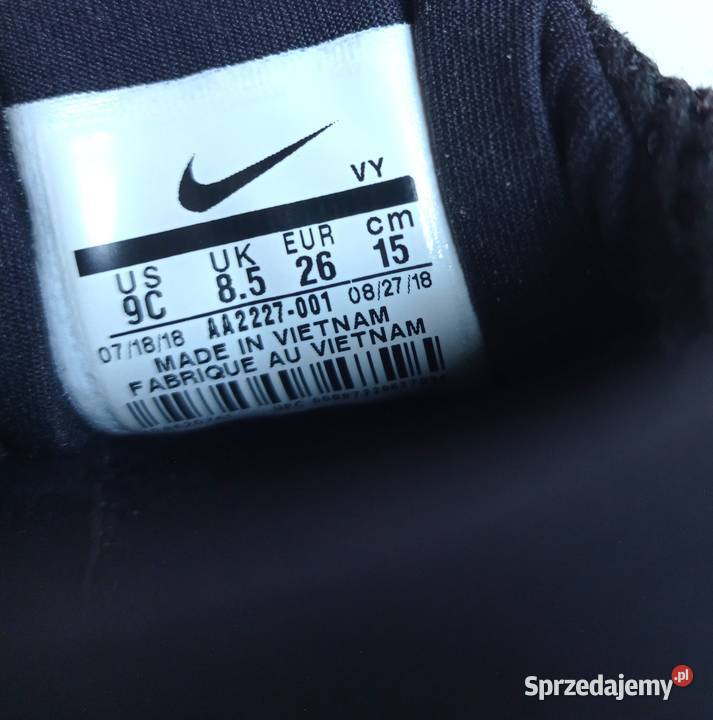 VY
US UK EUR cm
9C 8.5 26 15
07/18/18 AA2227-001 08/27/18
MADE IN VIETNAM
FABRIQUE AU VIETNAM
Sprzedajemy.pl